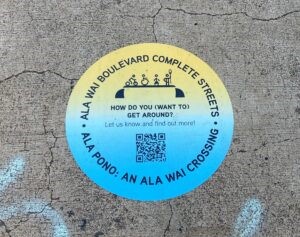 • ALA WAI BOULEVARD COMPLETE STREETS •
HOW DO YOU (WANT TO)
GET AROUND?
Let us know and find out more!
ALA PONO: AN ALA WAI CROSSING